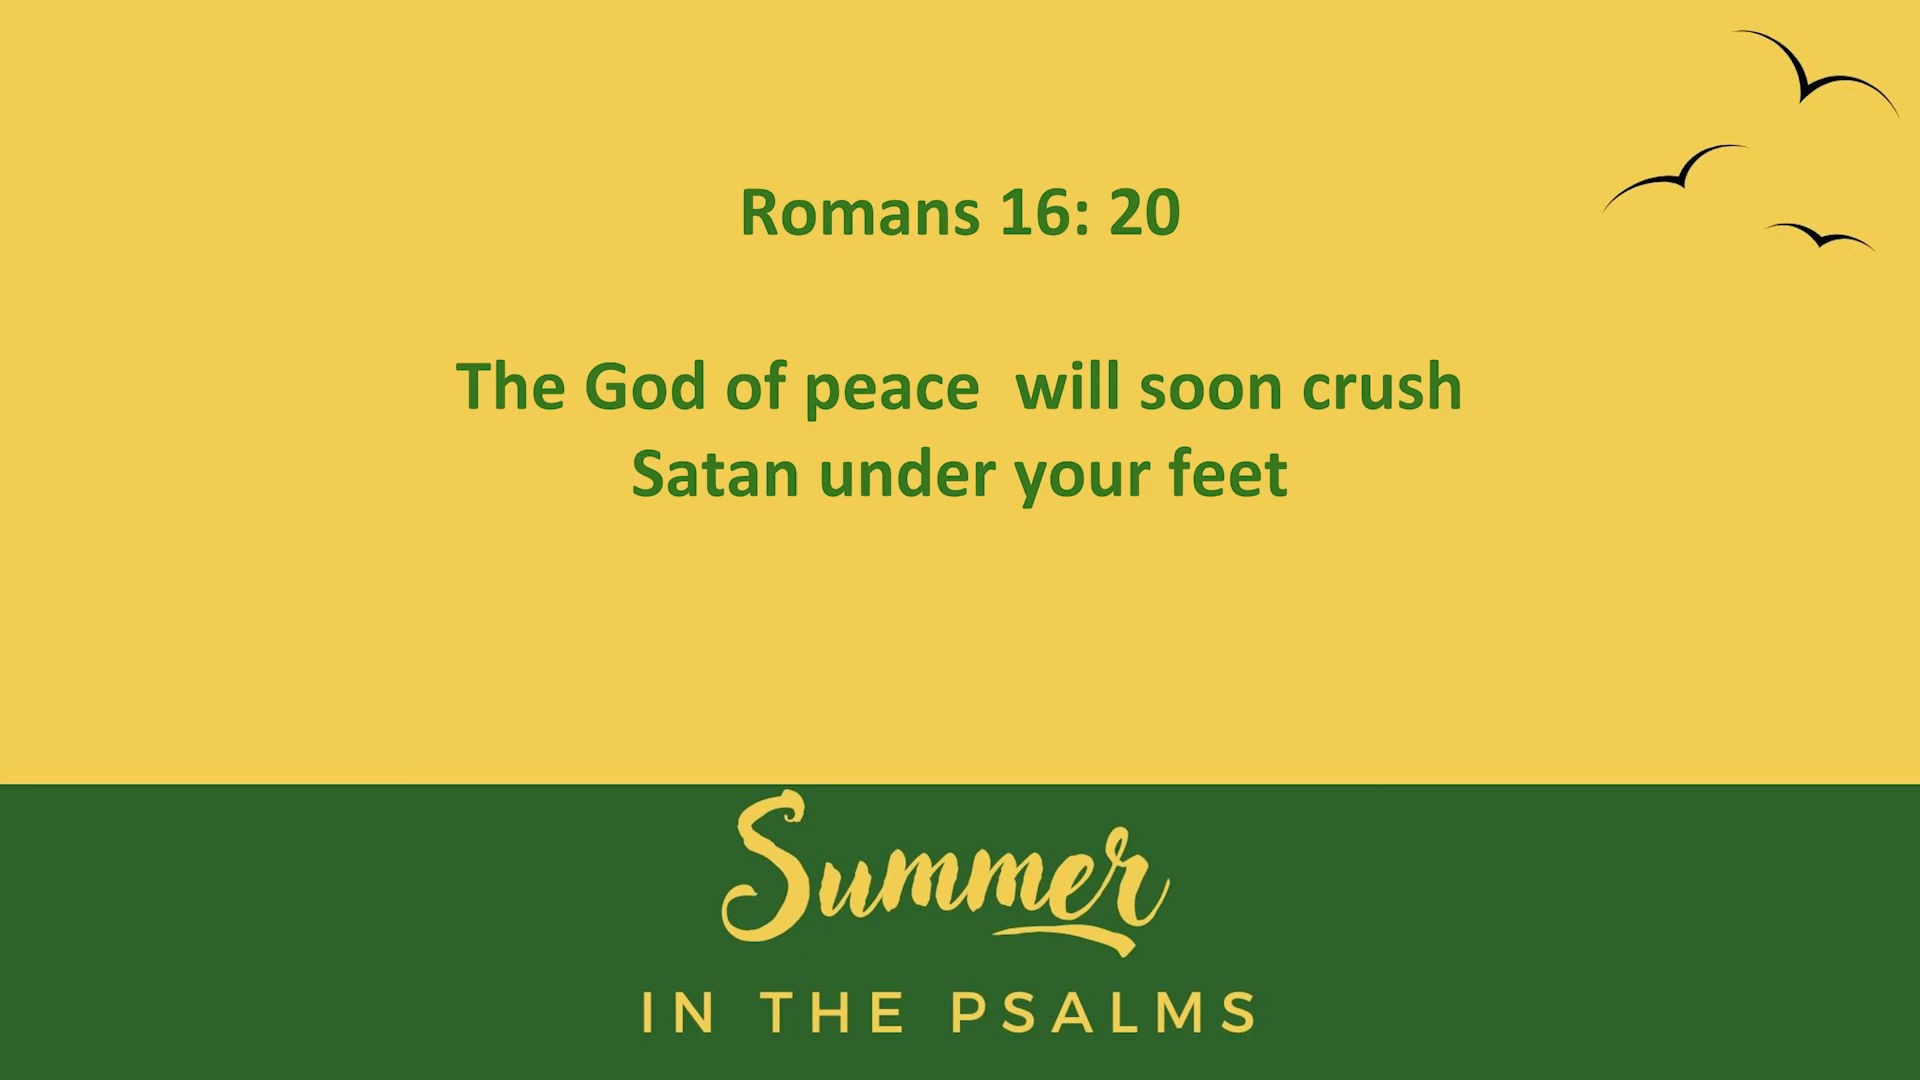 Romans 16: 20
The God of peace  will soon crush
Satan under your feet
Summer
IN THE PSALMS